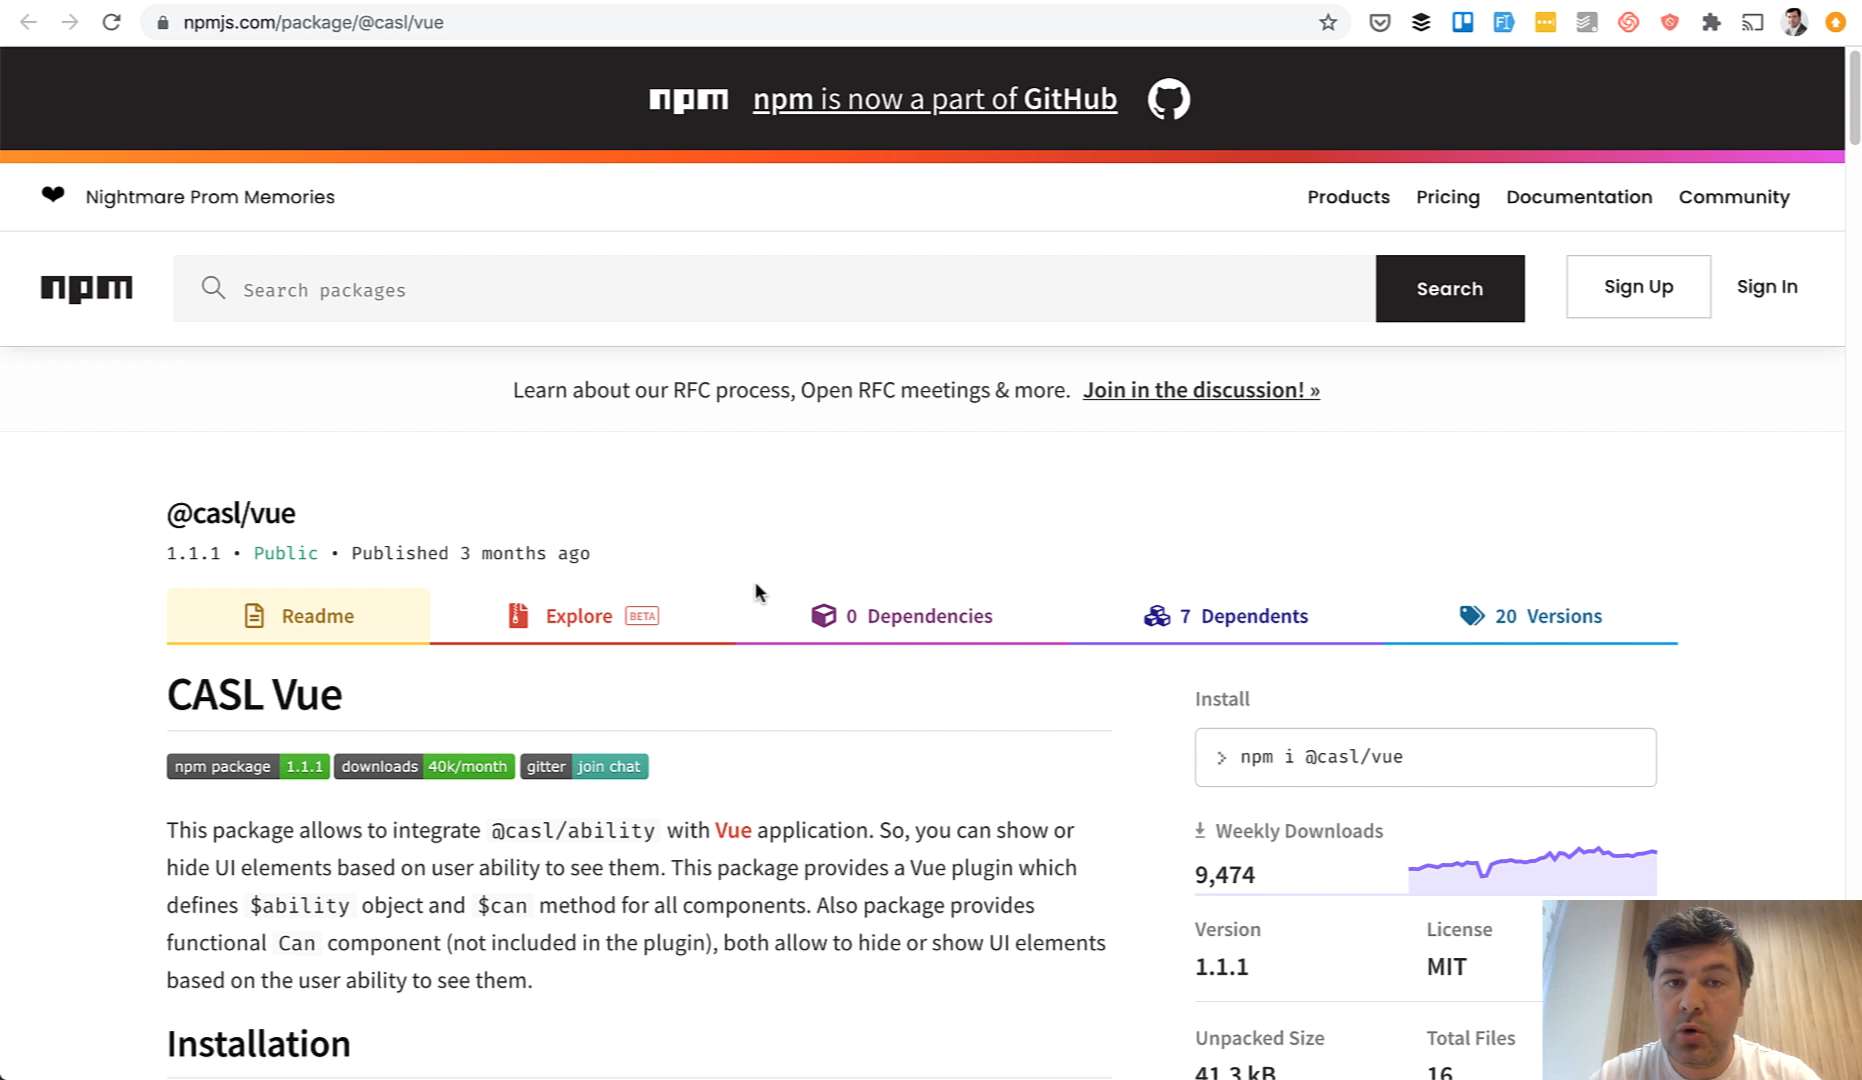 npmjs.com/package/@casl/vue
npm npm is now a part of GitHub
Nightmare Prom Memories
Products Pricing Documentation Community
npm Search packages Search Sign Up Sign In
Learn about our RFC process, Open RFC meetings & more. Join in the discussion! »
@casl/vue
1.1.1 • Public • Published 3 months ago
Readme Explore BETA 0 Dependencies 7 Dependents 20 Versions
CASL Vue
npm package 1.1.1 downloads 40k/month gitter join chat
This package allows to integrate @casl/ability with Vue application. So, you can show or
hide UI elements based on user ability to see them. This package provides a Vue plugin which
defines $ability object and $can method for all components. Also package provides
functional Can component (not included in the plugin), both allow to hide or show UI elements
based on the user ability to see them.
Installation
Install
> npm i @casl/vue
Weekly Downloads
9,474
Version License
1.1.1 MIT
Unpacked Size Total Files
41.3 kB 16